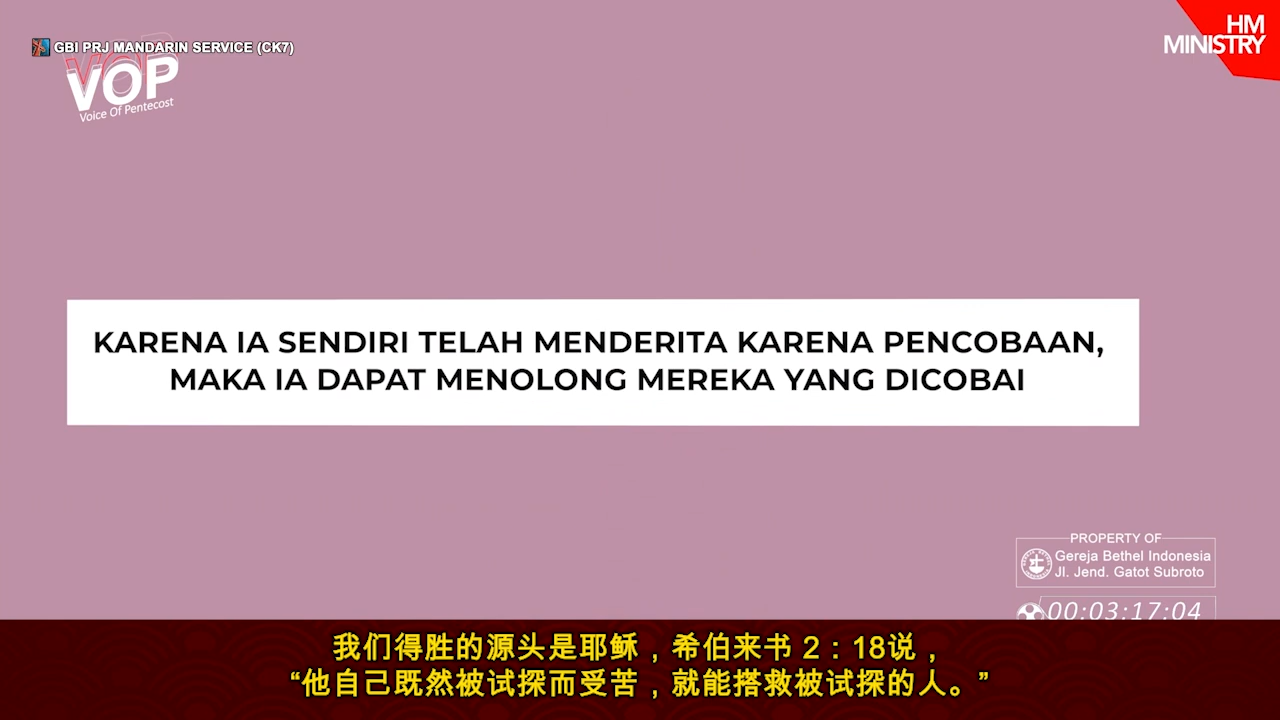 GBI PRJ MANDARIN SERVICE (CK7)
VOP
Voice Of Pentecost
HM
MINISTRY
KARENA IA SENDIRI TELAH MENDERITA KARENA PENCOBAAN,
MAKA IA DAPAT MENOLONG MEREKA YANG DICOBAI
PROPERTY OF
Gereja Bethel Indonesia
Jl. Jend. Gatot Subroto
00:03:17:04
我们得胜的源头是耶稣，希伯来书 2：18说，
“他自己既然被试探而受苦，就能搭救被试探的人。”